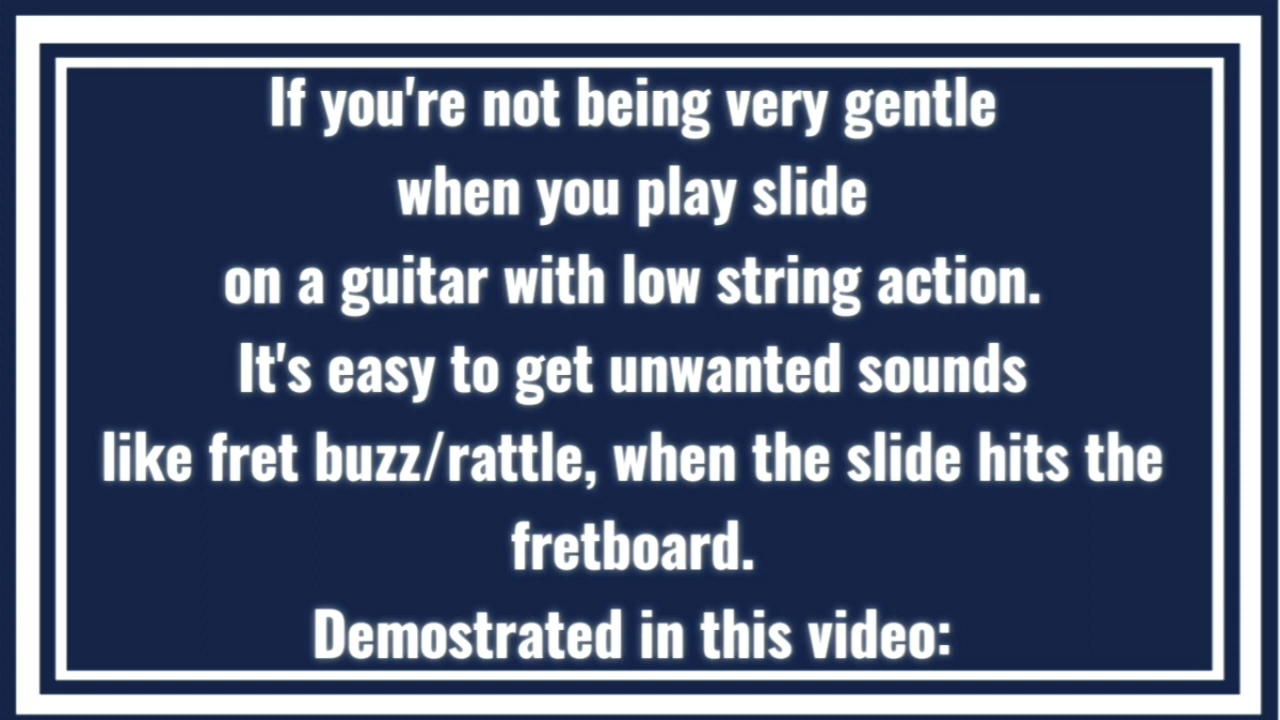 If you're not being very gentle
when you play slide
on a guitar with low string action.
It's easy to get unwanted sounds
like fret buzz/rattle, when the slide hits the
fretboard.
Demostrated in this video: